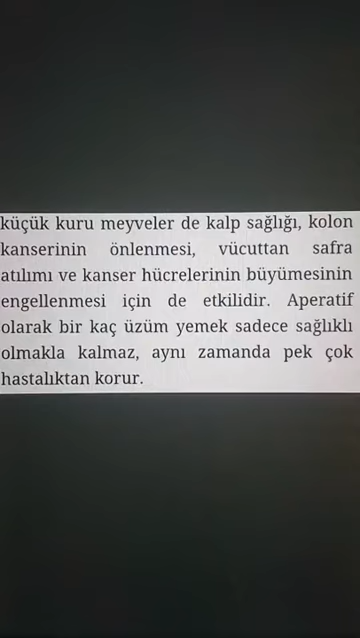 küçük kuru meyveler de kalp sağlığı, kolon
kanserinin önlenmesi, vücuttan safra
atılımı ve kanser hücrelerinin büyümesinin
engellenmesi için de etkilidir. Aperatif
olarak bir kaç üzüm yemek sadece sağlıklı
olmakla kalmaz, aynı zamanda pek çok
hastalıktan korur.